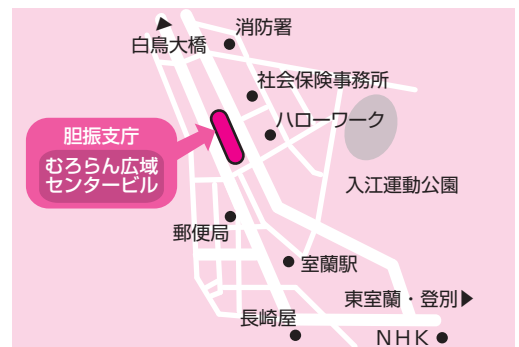 消防署
白鳥大橋
社会保険事務所
ハローワーク
胆振支庁
むろらん広域
センタービル
入江運動公園
郵便局
室蘭駅
東室蘭・登別▶
長崎屋
NHK